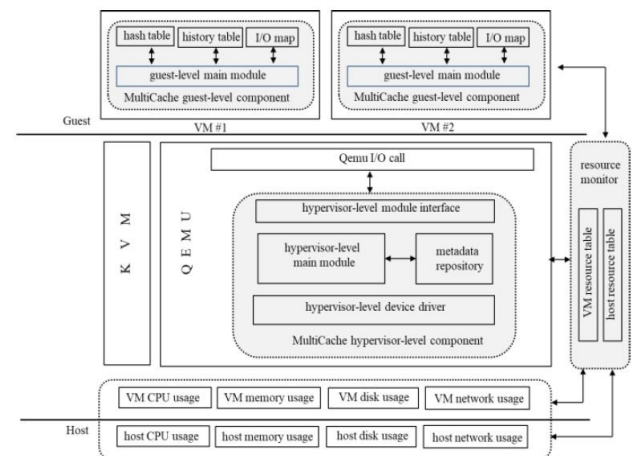 hash table
history table
I/O map
guest-level main module
MultiCache guest-level component
hash table
history table
I/O map
guest-level main module
MultiCache guest-level component
Guest
VM #1
VM #2
K V M
Q E M U
Qemu I/O call
hypervisor-level module interface
hypervisor-level
main module
metadata
repository
hypervisor-level device driver
MultiCache hypervisor-level component
resource
monitor
VM resource table
host resource table
VM CPU usage
VM memory usage
VM disk usage
VM network usage
Host
host CPU usage
host memory usage
host disk usage
host network usage